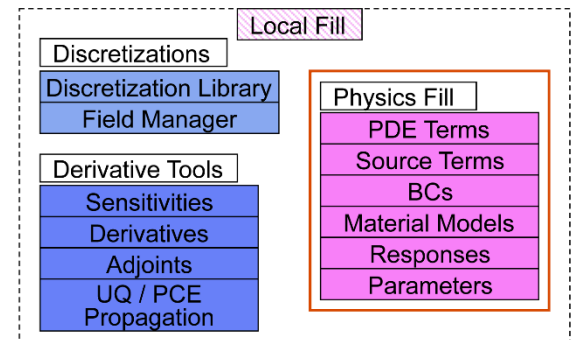 Local Fill
Discretizations
Discretization Library
Field Manager
Derivative Tools
Sensitivities
Derivatives
Adjoints
UQ / PCE
Propagation
Physics Fill
PDE Terms
Source Terms
BCs
Material Models
Responses
Parameters